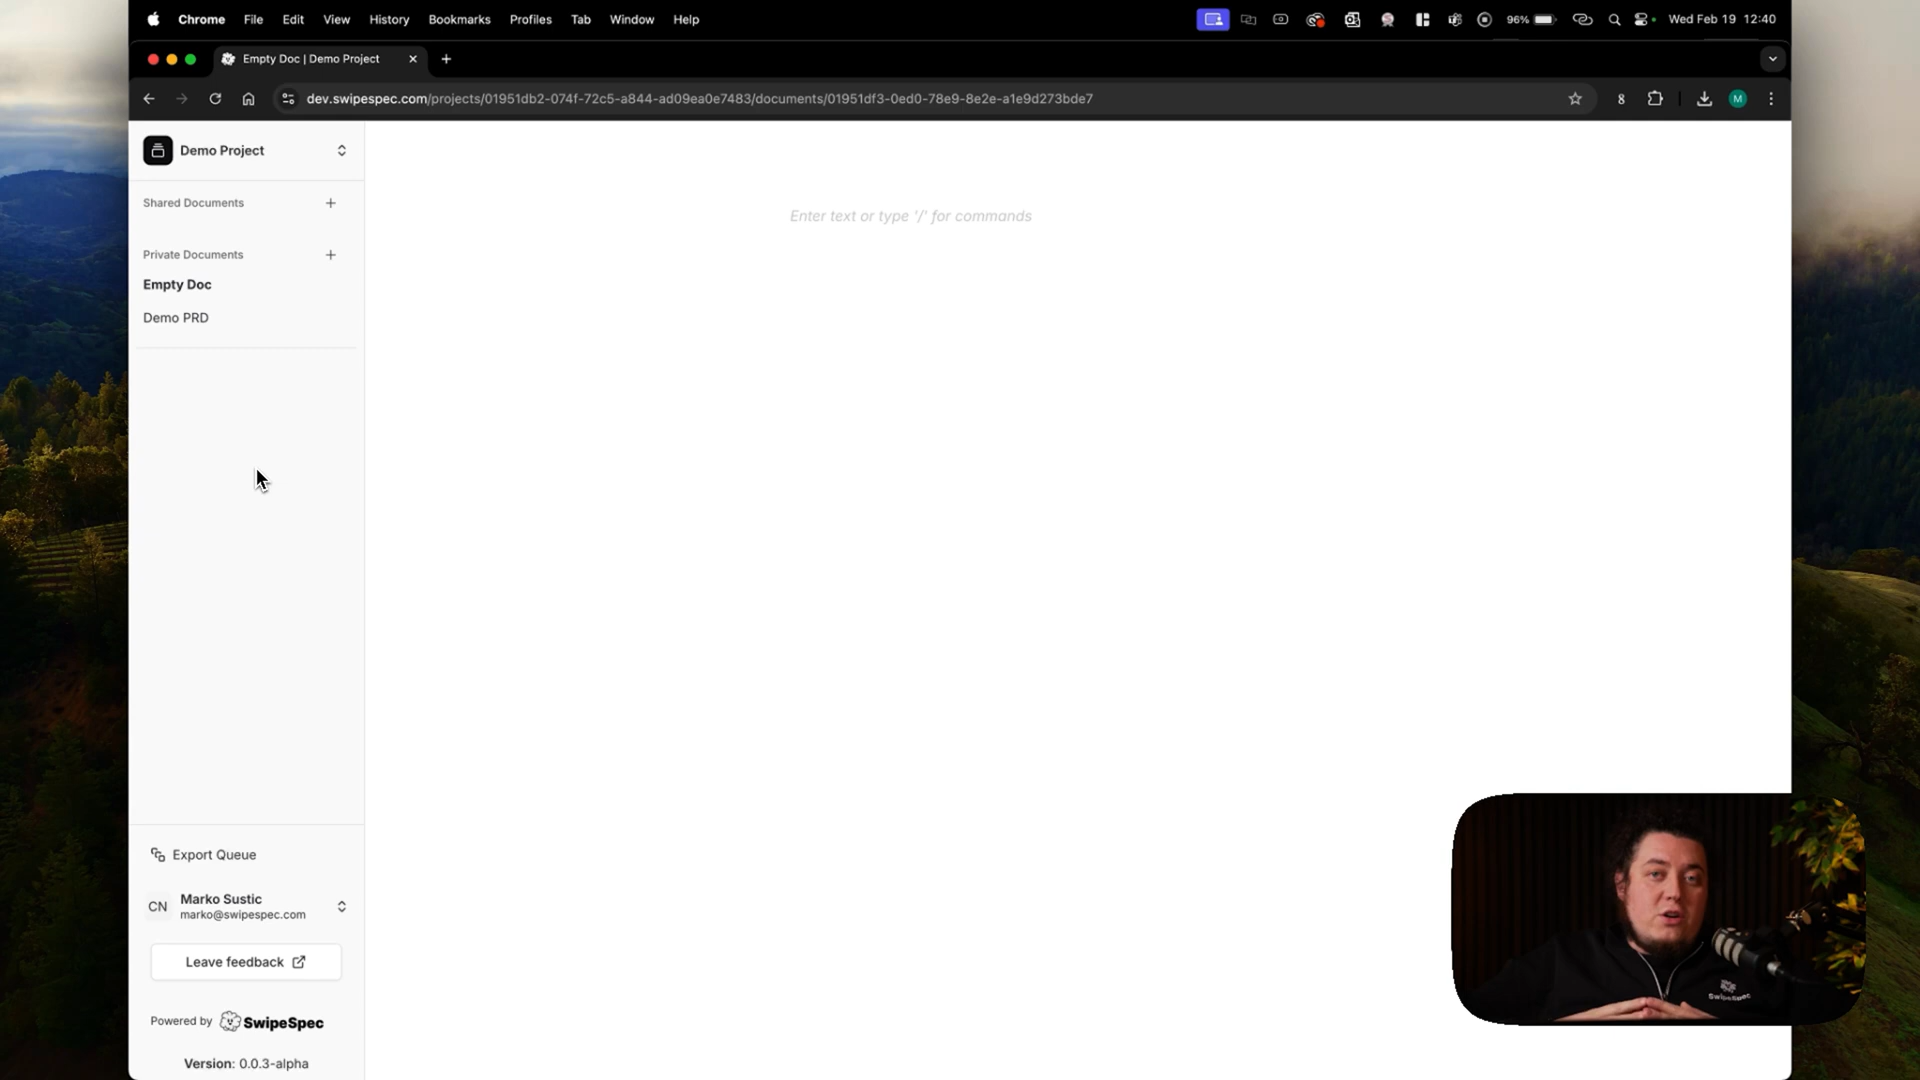 Chrome File Edit View History Bookmarks Profiles Tab Window Help 96% Wed Feb 19 12:40
Empty Doc | Demo Project
dev.swipespec.com/projects/01951db2-074f-72c5-a844-ad09ea0e7483/documents/01951df3-0ed0-78e9-8e2e-a1e9d273bde7 8 M
Demo Project
Shared Documents
Enter text or type '/' for commands
Private Documents
Empty Doc
Demo PRD
Export Queue
CN Marko Sustic
marko@swipespec.com
Leave feedback
SwipeSpec
Powered by SwipeSpec
Version: 0.0.3-alpha